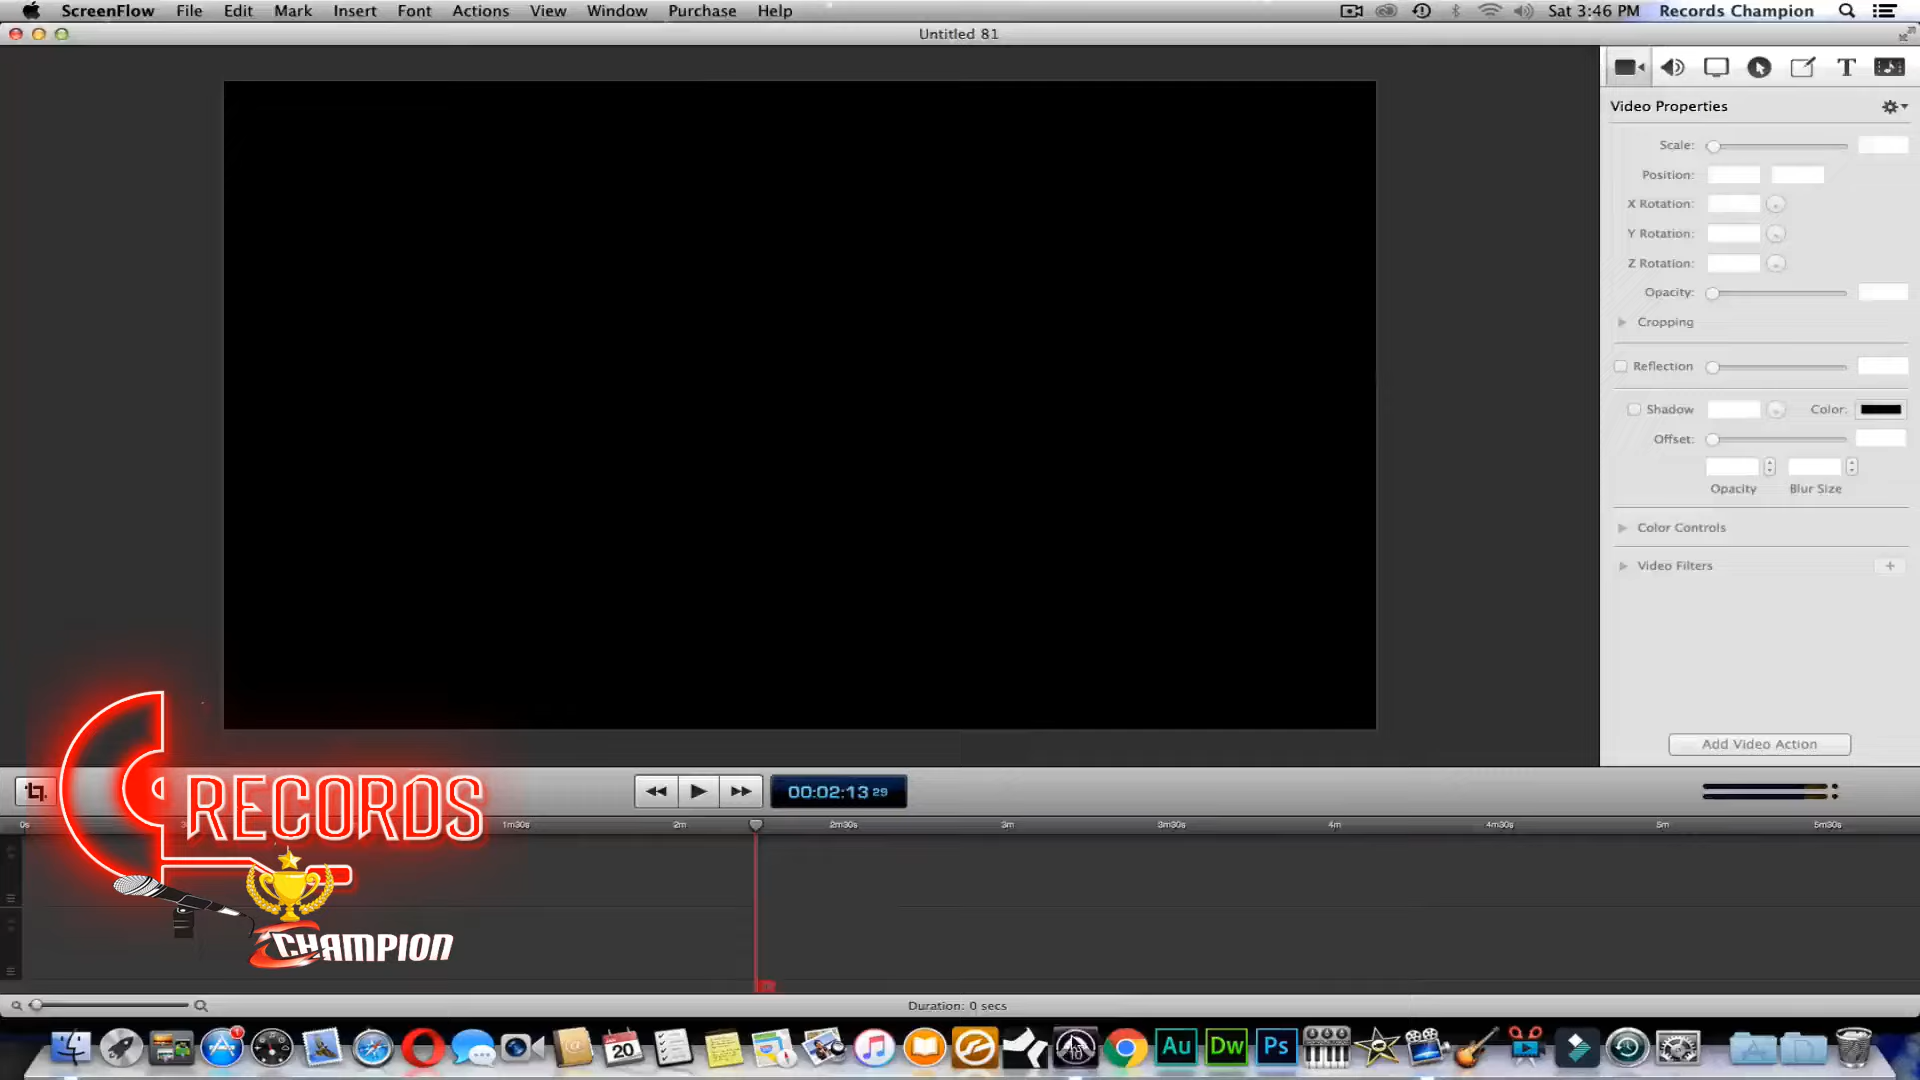 ScreenFlow File Edit Mark Insert Font Actions View Window Purchase Help Sat 3:46 PM Records Champion
Untitled 81
T
Video Properties
Scale:
Position:
X Rotation:
Y Rotation:
Z Rotation:
Opacity:
Cropping
Reflection
Shadow Color:
Offset:
Opacity Blur Size
Color Controls
Video Filters +
Add Video Action
00:02:13 29
0s 1m30s 2m 2m30s 3m 3m30s 4m 4m30s 5m 5m30s
RECORDS
CHAMPION
Duration: 0 secs
1 20 10 Au Dw Ps